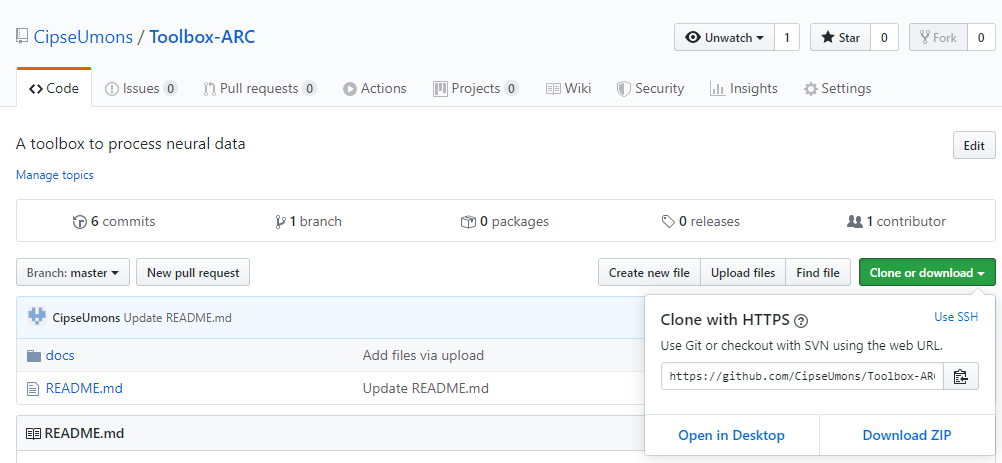 CipseUmons / Toolbox-ARC
Unwatch 1 Star 0 Fork 0
Code Issues 0 Pull requests 0 Actions Projects 0 Wiki Security Insights Settings
A toolbox to process neural data
Edit
Manage topics
6 commits 1 branch 0 packages 0 releases 1 contributor
Branch: master New pull request Create new file Upload files Find file Clone or download
CipseUmons Update README.md
docs Add files via upload
README.md Update README.md
README.md
Clone with HTTPS ? Use SSH
Use Git or checkout with SVN using the web URL.
https://github.com/CipseUmons/Toolbox-AR
Open in Desktop Download ZIP